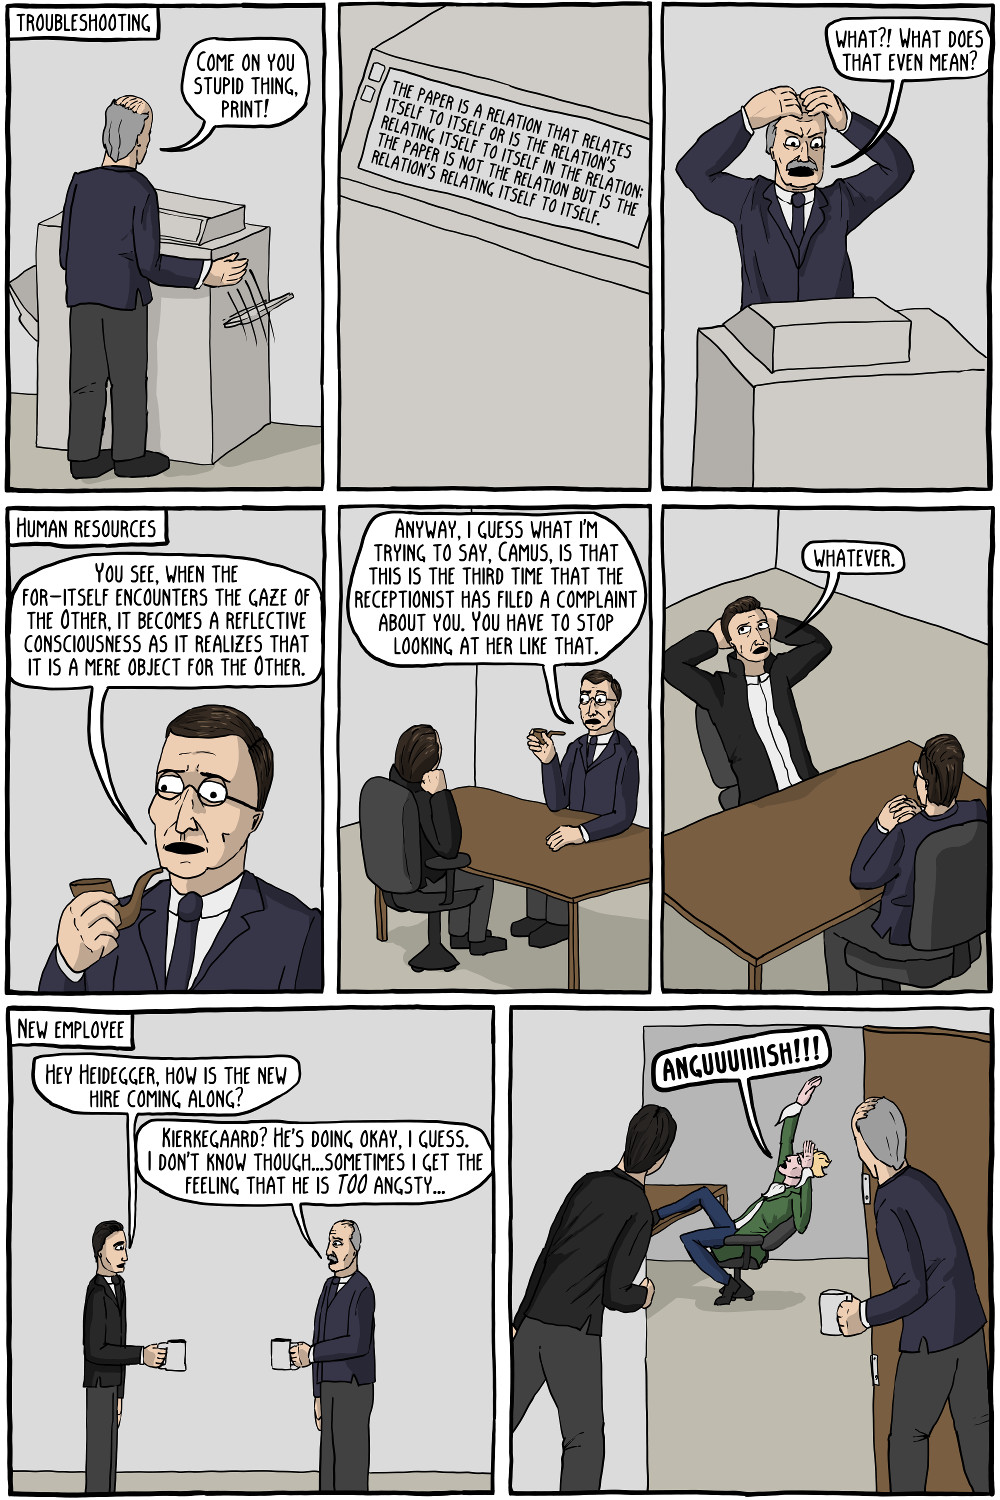 TROUBLESHOOTING
COME ON YOU
STUPID THING,
PRINT!
THE PAPER IS A RELATION THAT RELATES
ITSELF TO ITSELF OR IS THE RELATION'S
RELATING ITSELF TO ITSELF IN THE RELATION;
THE PAPER IS NOT THE RELATION BUT IS THE
RELATION'S RELATING ITSELF TO ITSELF.
WHAT?! WHAT DOES
THAT EVEN MEAN?
HUMAN RESOURCES
YOU SEE, WHEN THE
FOR-ITSELF ENCOUNTERS THE GAZE OF
THE OTHER, IT BECOMES A REFLECTIVE
CONSCIOUSNESS AS IT REALIZES THAT
IT IS A MERE OBJECT FOR THE OTHER.
ANYWAY, I GUESS WHAT I'M
TRYING TO SAY, CAMUS, IS THAT
THIS IS THE THIRD TIME THAT THE
RECEPTIONIST HAS FILED A COMPLAINT
ABOUT YOU. YOU HAVE TO STOP
LOOKING AT HER LIKE THAT.
WHATEVER.
NEW EMPLOYEE
HEY HEIDEGGER, HOW IS THE NEW
HIRE COMING ALONG?
KIERKEGAARD? HE'S DOING OKAY, I GUESS.
I DON'T KNOW THOUGH...SOMETIMES I GET THE
FEELING THAT HE IS TOO ANGSTY...
ANGUUUIIIISH!!!